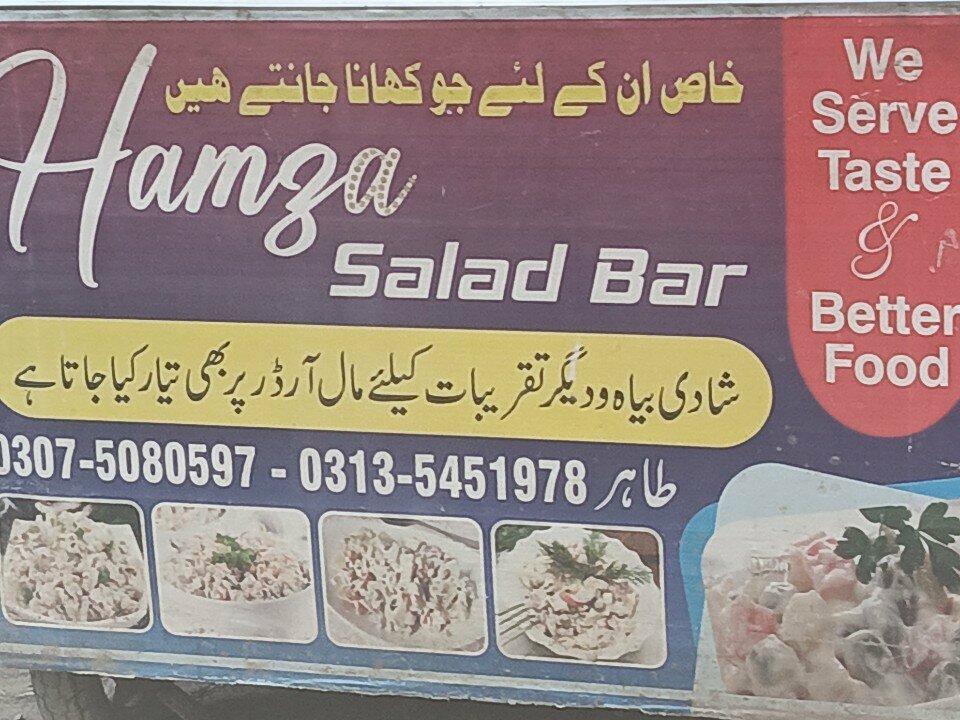 خاص ان کے لئے جو کھانا جانتے ھیں
Hamza
Salad Bar
شادی بیاہ ودیگر تقریبات کیلئے مال آرڈر پر بھی تیار کیا جاتا ہے
0307-5080597 - 0313-5451978 طاہر
We
Serve
Taste
&
Better
Food